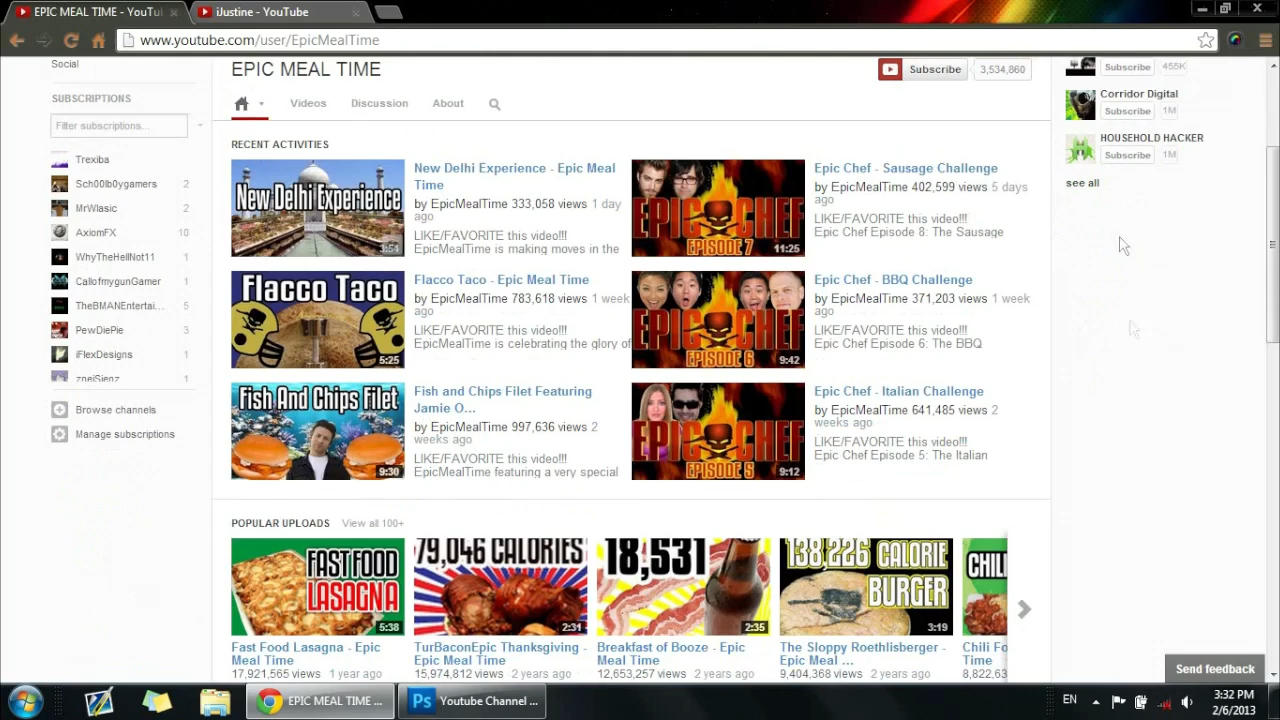 EPIC MEAL TIME - YouTu
iJustine - YouTube
www.youtube.com/user/EpicMealTime
Social
SUBSCRIPTIONS
Filter subscriptions...
Trexiba
Sch00lb0ygamers 2
MrWlasic 2
AxiomFX 10
WhyTheHellNot11 1
CallofmygunGamer 1
TheBMANEntertai... 5
PewDiePie 3
iFlexDesigns 1
zneiSienz 1
Browse channels
Manage subscriptions
EPIC MEAL TIME
Subscribe 3,534,860
Videos Discussion About
RECENT ACTIVITIES
New Delhi Experience
3:51
New Delhi Experience - Epic Meal
Time
by EpicMealTime 333,058 views 1 day
ago
LIKE/FAVORITE this video!!!
EpicMealTime is making moves in the
EPIC CHEF
EPISODE 7
11:25
Epic Chef - Sausage Challenge
by EpicMealTime 402,599 views 5 days
ago
LIKE/FAVORITE this video!!!
Epic Chef Episode 8: The Sausage
Flacco Taco
5:25
Flacco Taco - Epic Meal Time
by EpicMealTime 783,618 views 1 week
ago
LIKE/FAVORITE this video!!!
EpicMealTime is celebrating the glory of
EPIC CHEF
EPISODE 6
9:42
Epic Chef - BBQ Challenge
by EpicMealTime 371,203 views 1 week
ago
LIKE/FAVORITE this video!!!
Epic Chef Episode 6: The BBQ
Fish And Chips Filet
9:30
Fish and Chips Filet Featuring
Jamie O...
by EpicMealTime 997,636 views 2
weeks ago
LIKE/FAVORITE this video!!!
EpicMealTime featuring a very special
EPIC CHEF
EPISODE 5
9:12
Epic Chef - Italian Challenge
by EpicMealTime 641,485 views 2
weeks ago
LIKE/FAVORITE this video!!!
Epic Chef Episode 5: The Italian
POPULAR UPLOADS View all 100+
FAST FOOD
LASAGNA
5:38
Fast Food Lasagna - Epic
Meal Time
17,921,565 views 1 year ago
79,046 CALORIES
2:31
TurBaconEpic Thanksgiving -
Epic Meal Time
15,974,812 views 2 years ago
18,531
2:35
Breakfast of Booze - Epic
Meal Time
12,653,257 views 2 years ago
138,226 CALORIE
BURGER
3:19
The Sloppy Roethlisberger -
Epic Meal ...
9,404,368 views 2 years ago
CHIL
Chili Fo
Time
8,822,63
Subscribe 455K
Corridor Digital
Subscribe 1M
HOUSEHOLD HACKER
Subscribe 1M
see all
Send feedback
EPIC MEAL TIME ...
Youtube Channel ...
EN
3:32 PM
2/6/2013